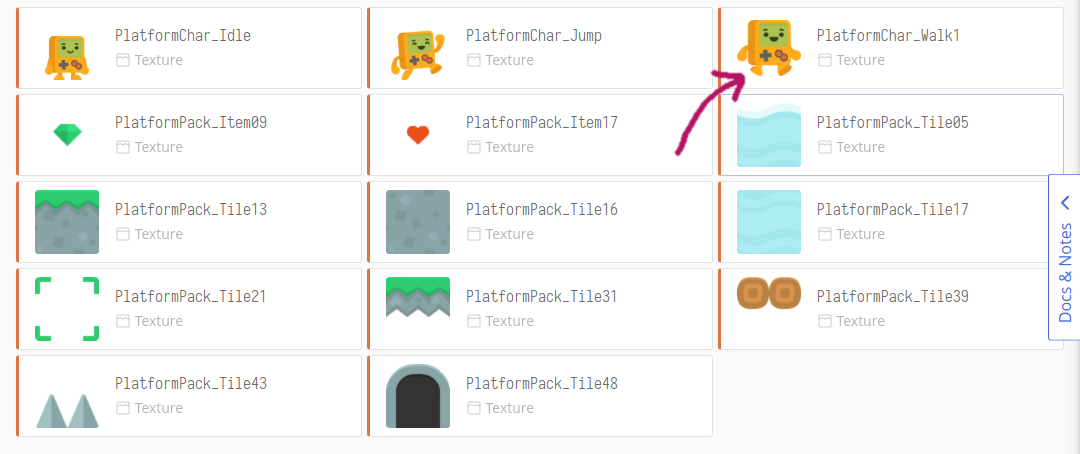 PlatformChar_Idle
Texture
PlatformChar_Jump
Texture
PlatformChar_Walk1
Texture
PlatformPack_Item09
Texture
PlatformPack_Item17
Texture
PlatformPack_Tile05
Texture
PlatformPack_Tile13
Texture
PlatformPack_Tile16
Texture
PlatformPack_Tile17
Texture
PlatformPack_Tile21
Texture
PlatformPack_Tile31
Texture
PlatformPack_Tile39
Texture
PlatformPack_Tile43
Texture
PlatformPack_Tile48
Texture
Docs & Notes